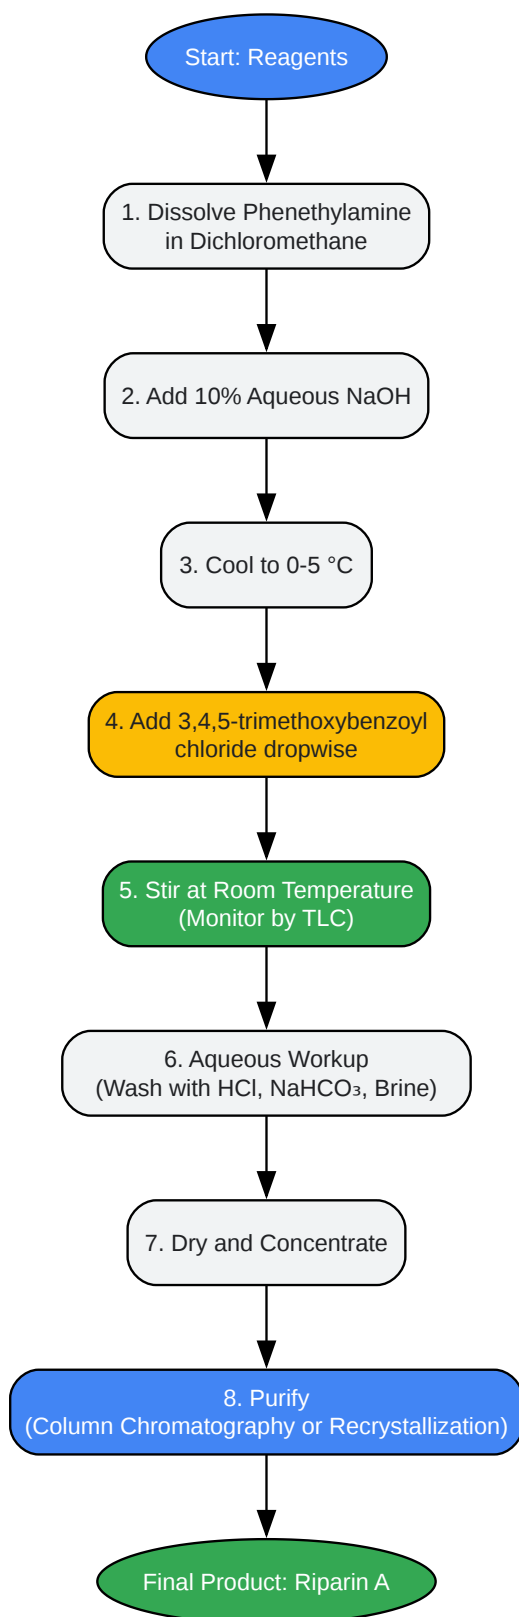 Start: Reagents
1. Dissolve Phenethylamine
in Dichloromethane
2. Add 10% Aqueous NaOH
3. Cool to 0-5 °C
4. Add 3,4,5-trimethoxybenzoyl
chloride dropwise
5. Stir at Room Temperature
(Monitor by TLC)
6. Aqueous Workup
(Wash with HCl, NaHCO₃, Brine)
7. Dry and Concentrate
8. Purify
(Column Chromatography or Recrystallization)
Final Product: Riparin A